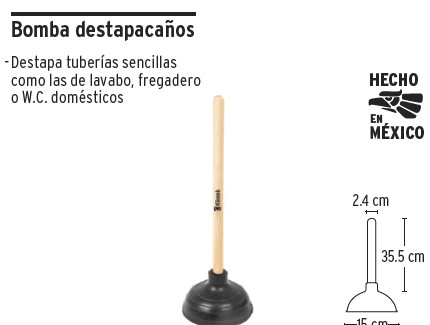 Bomba destapacaños
-Destapa tuberías sencillas
como las de lavabo, fregadero
o W.C. domésticos
HECHO
EN
MÉXICO
2.4 cm
35.5 cm
15 cm